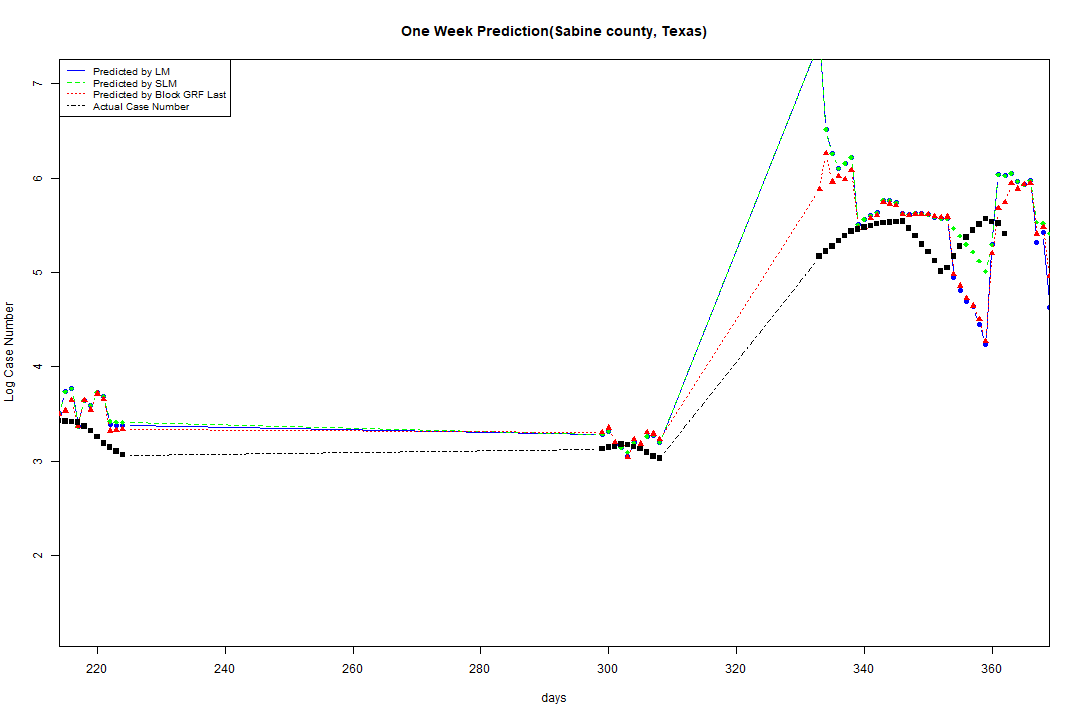 One Week Prediction(Sabine county, Texas)
Predicted by LM
Predicted by SLM
Predicted by Block GRF Last
Actual Case Number
7
6
5
4
3
2
Log Case Number
220 240 260 280 300 320 340 360
days